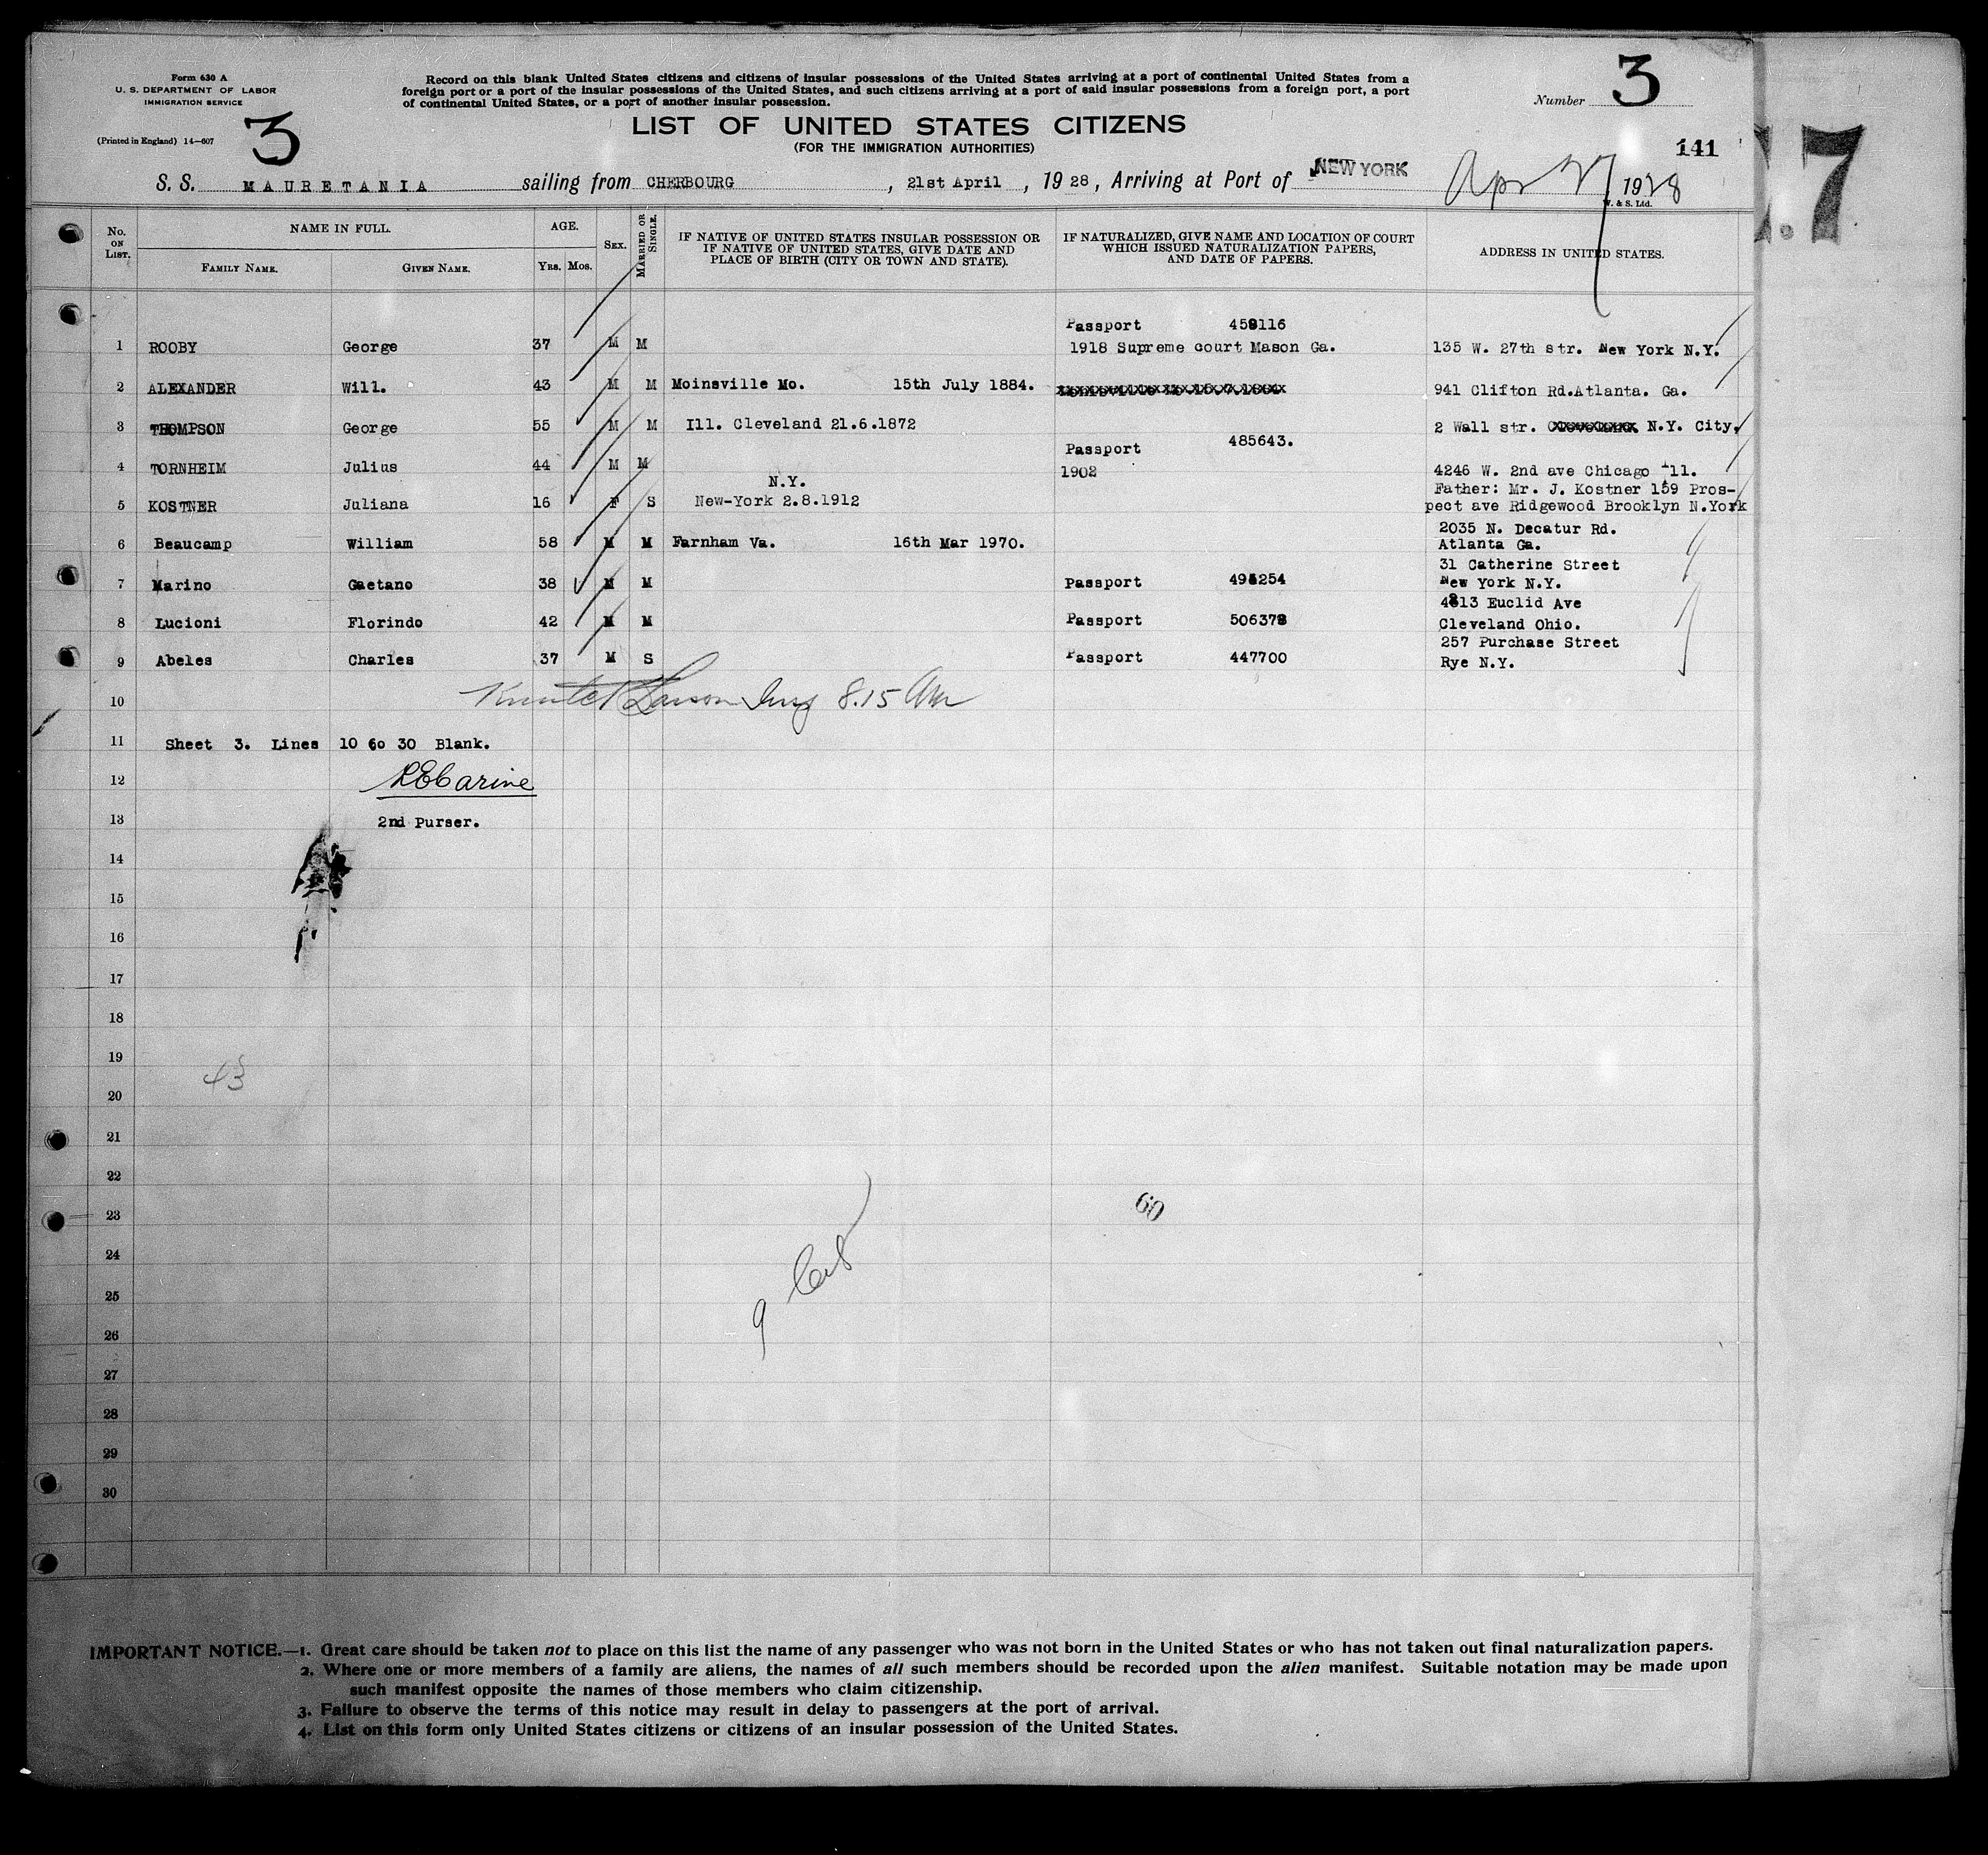 Form 630 A
U. S. DEPARTMENT OF LABOR
IMMIGRATION SERVICE
(Printed in England) 14—607
3
Record on this blank United States citizens and citizens of insular possessions of the United States arriving at a port of continental United States from a
foreign port or a port of the insular possessions of the United States, and such citizens arriving at a port of said insular possessions from a foreign port, a port
of continental United States, or a port of another insular possession.
LIST OF UNITED STATES CITIZENS
(FOR THE IMMIGRATION AUTHORITIES)
Number 3
141
.7
S. S. MAURETANIA sailing from CHERBOURG, 21st April, 1928, Arriving at Port of NEW YORK Apr 27 1928
W. & S. Ltd.
No. ON LIST. NAME IN FULL. FAMILY NAME. GIVEN NAME. AGE. YRS. MOS. SEX. MARRIED OR SINGLE. IF NATIVE OF UNITED STATES INSULAR POSSESSION OR IF NATIVE OF UNITED STATES, GIVE DATE AND PLACE OF BIRTH (CITY OR TOWN AND STATE). IF NATURALIZED, GIVE NAME AND LOCATION OF COURT WHICH ISSUED NATURALIZATION PAPERS, AND DATE OF PAPERS. ADDRESS IN UNITED STATES.
Passport 459116
1 ROOBY George 37 M M 1918 Supreme court Mason Ga. 135 W. 27th str. New York N.Y.
2 ALEXANDER Will. 43 M M Moinsville Mo. 15th July 1884. 941 Clifton Rd.Atlanta. Ga.
3 THOMPSON George 55 M M Ill. Cleveland 21.6.1872 2 Wall str. N.Y. City.
Passport 485643.
4 TORNHEIM Julius 44 M M 1902 4246 W. 2nd ave Chicago Ill.
N.Y. Father: Mr. J. Kostner 159 Pros-
5 KOSTNER Juliana 16 F S New-York 2.8.1912 pect ave Ridgewood Brooklyn N.York
2035 N. Decatur Rd.
6 Beaucamp William 58 M M Farnham Va. 16th Mar 1970. Atlanta Ga.
31 Catherine Street
7 Marino Gaetano 38 M M Passport New York N.Y.
4813 Euclid Ave
8 Lucioni Florindo 42 M M Passport 506378 Cleveland Ohio.
257 Purchase Street
9 Abeles Charles 37 M S Passport 447700 Rye N.Y.
Larson Insp 8.15 Am
10
11 Sheet 3. Lines 10 6o 30 Blank.
12 RECarine
13 2nd Purser.
14
15
16
17
18
19
43
20
21
22
23
60
24
25
9
26
27
28
29
30
IMPORTANT NOTICE.—1. Great care should be taken not to place on this list the name of any passenger who was not born in the United States or who has not taken out final naturalization papers.
2. Where one or more members of a family are aliens, the names of all such members should be recorded upon the alien manifest. Suitable notation may be made upon
such manifest opposite the names of those members who claim citizenship.
3. Failure to observe the terms of this notice may result in delay to passengers at the port of arrival.
4. List on this form only United States citizens or citizens of an insular possession of the United States.